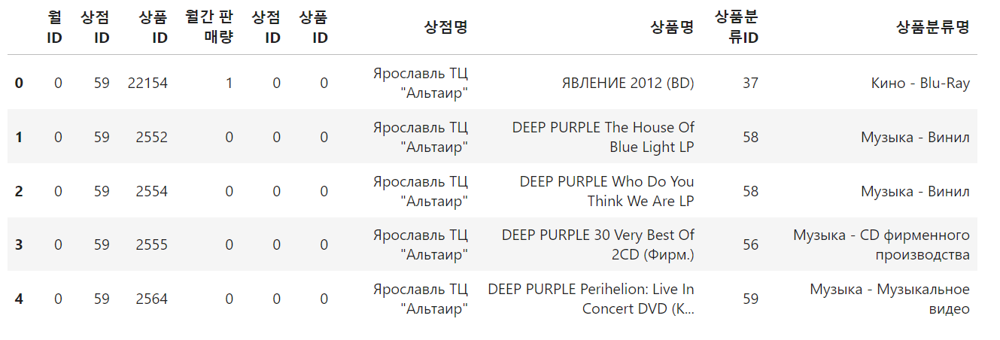 월 ID 상점 ID 상품 ID 월간 판매량 상점 ID 상품 ID 상점명 상품명 상품분류ID 상품분류명
0 0 59 22154 1 0 0 Ярославль ТЦ "Альтаир" ЯВЛЕНИЕ 2012 (BD) 37 Кино - Blu-Ray
1 0 59 2552 0 0 0 Ярославль ТЦ "Альтаир" DEEP PURPLE The House Of Blue Light LP 58 Музыка - Винил
2 0 59 2554 0 0 0 Ярославль ТЦ "Альтаир" DEEP PURPLE Who Do You Think We Are LP 58 Музыка - Винил
3 0 59 2555 0 0 0 Ярославль ТЦ "Альтаир" DEEP PURPLE 30 Very Best Of 2CD (Фирм.) 56 Музыка - CD фирменного производства
4 0 59 2564 0 0 0 Ярославль ТЦ "Альтаир" DEEP PURPLE Perihelion: Live In Concert DVD (К... 59 Музыка - Музыкальное видео